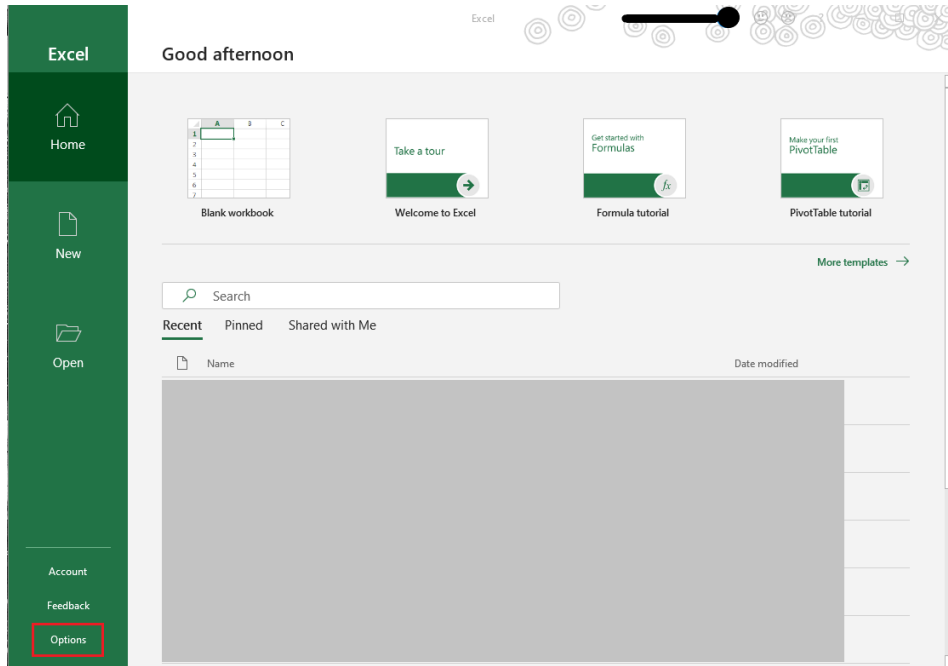 Excel
Excel
Good afternoon
Home
New
Open
Account
Feedback
Options
A B C
1
2
3
4
5
6
7
Blank workbook
Take a tour
Welcome to Excel
Get started with
Formulas
fx
Formula tutorial
Make your first
PivotTable
PivotTable tutorial
More templates
Search
Recent Pinned Shared with Me
Name Date modified